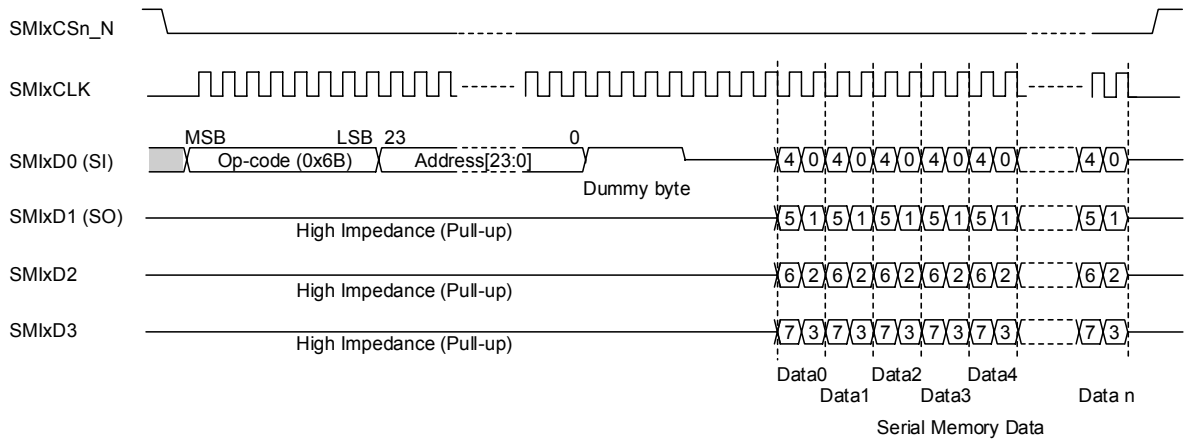 SMIxCSn_N
SMIxCLK
MSB LSB 23 0
SMIxD0 (SI) Op-code (0x6B) Address[23:0] 4 0 4 0 4 0 4 0 4 0 4 0
Dummy byte
SMIxD1 (SO) 5 1 5 1 5 1 5 1 5 1 5 1
High Impedance (Pull-up)
SMIxD2 6 2 6 2 6 2 6 2 6 2 6 2
High Impedance (Pull-up)
SMIxD3 7 3 7 3 7 3 7 3 7 3 7 3
High Impedance (Pull-up)
Data0 Data2 Data4
Data1 Data3 Data n
Serial Memory Data